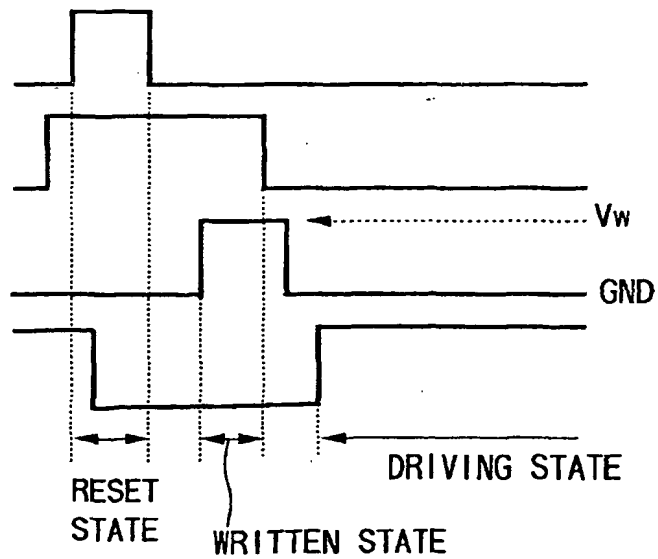 Vw
GND
DRIVING STATE
RESET
STATE
WRITTEN STATE